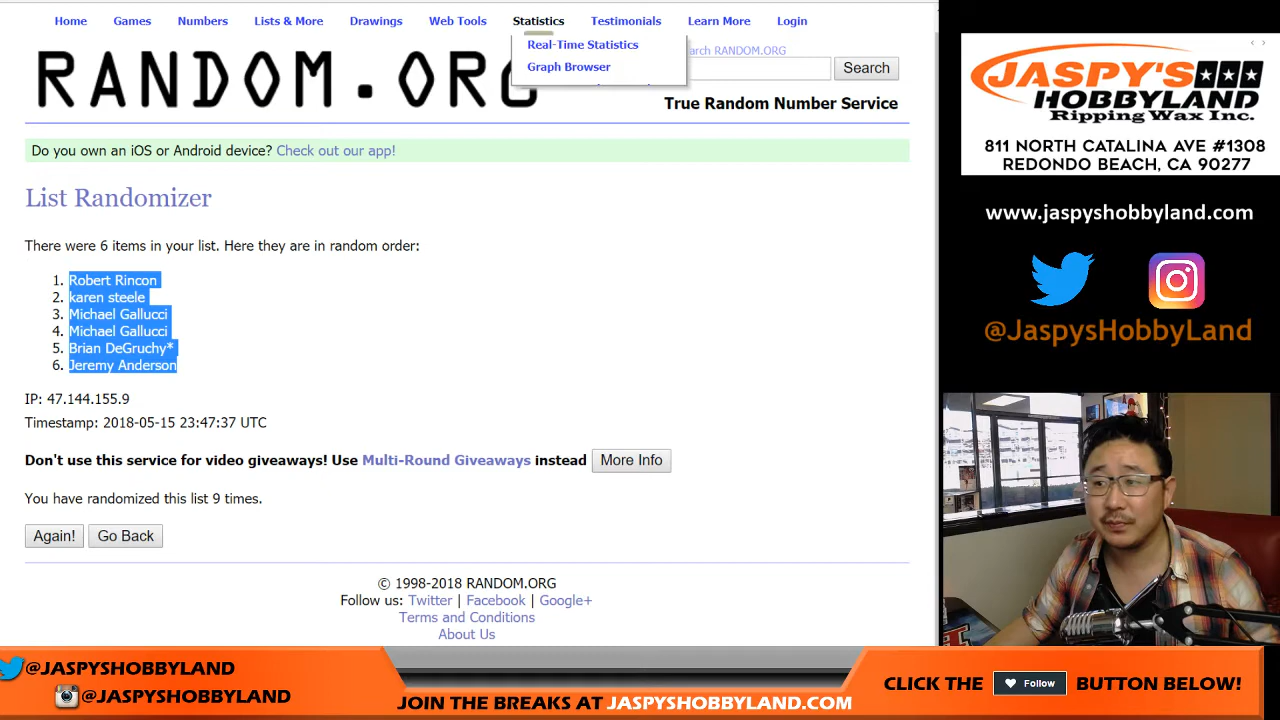 Home Games Numbers Lists & More Drawings Web Tools Statistics Testimonials Learn More Login
Real-Time Statistics
Graph Browser
RANDOM.ORG
arch RANDOM.ORG
Search
True Random Number Service
Do you own an iOS or Android device? Check out our app!
List Randomizer
There were 6 items in your list. Here they are in random order:
1. Robert Rincon
2. karen steele
3. Michael Gallucci
4. Michael Gallucci
5. Brian DeGruchy*
6. Jeremy Anderson
IP: 47.144.155.9
Timestamp: 2018-05-15 23:47:37 UTC
Don't use this service for video giveaways! Use Multi-Round Giveaways instead More Info
You have randomized this list 9 times.
Again! Go Back
© 1998-2018 RANDOM.ORG
Follow us: Twitter | Facebook | Google+
Terms and Conditions
About Us
JASPY'S
HOBBYLAND
Ripping Wax Inc.
811 NORTH CATALINA AVE #1308
REDONDO BEACH, CA 90277
www.jaspyshobbyland.com
@JaspysHobbyLand
@JASPYSHOBBYLAND
@JASPYSHOBBYLAND
JOIN THE BREAKS AT JASPYSHOBBYLAND.COM
CLICK THE Follow BUTTON BELOW!